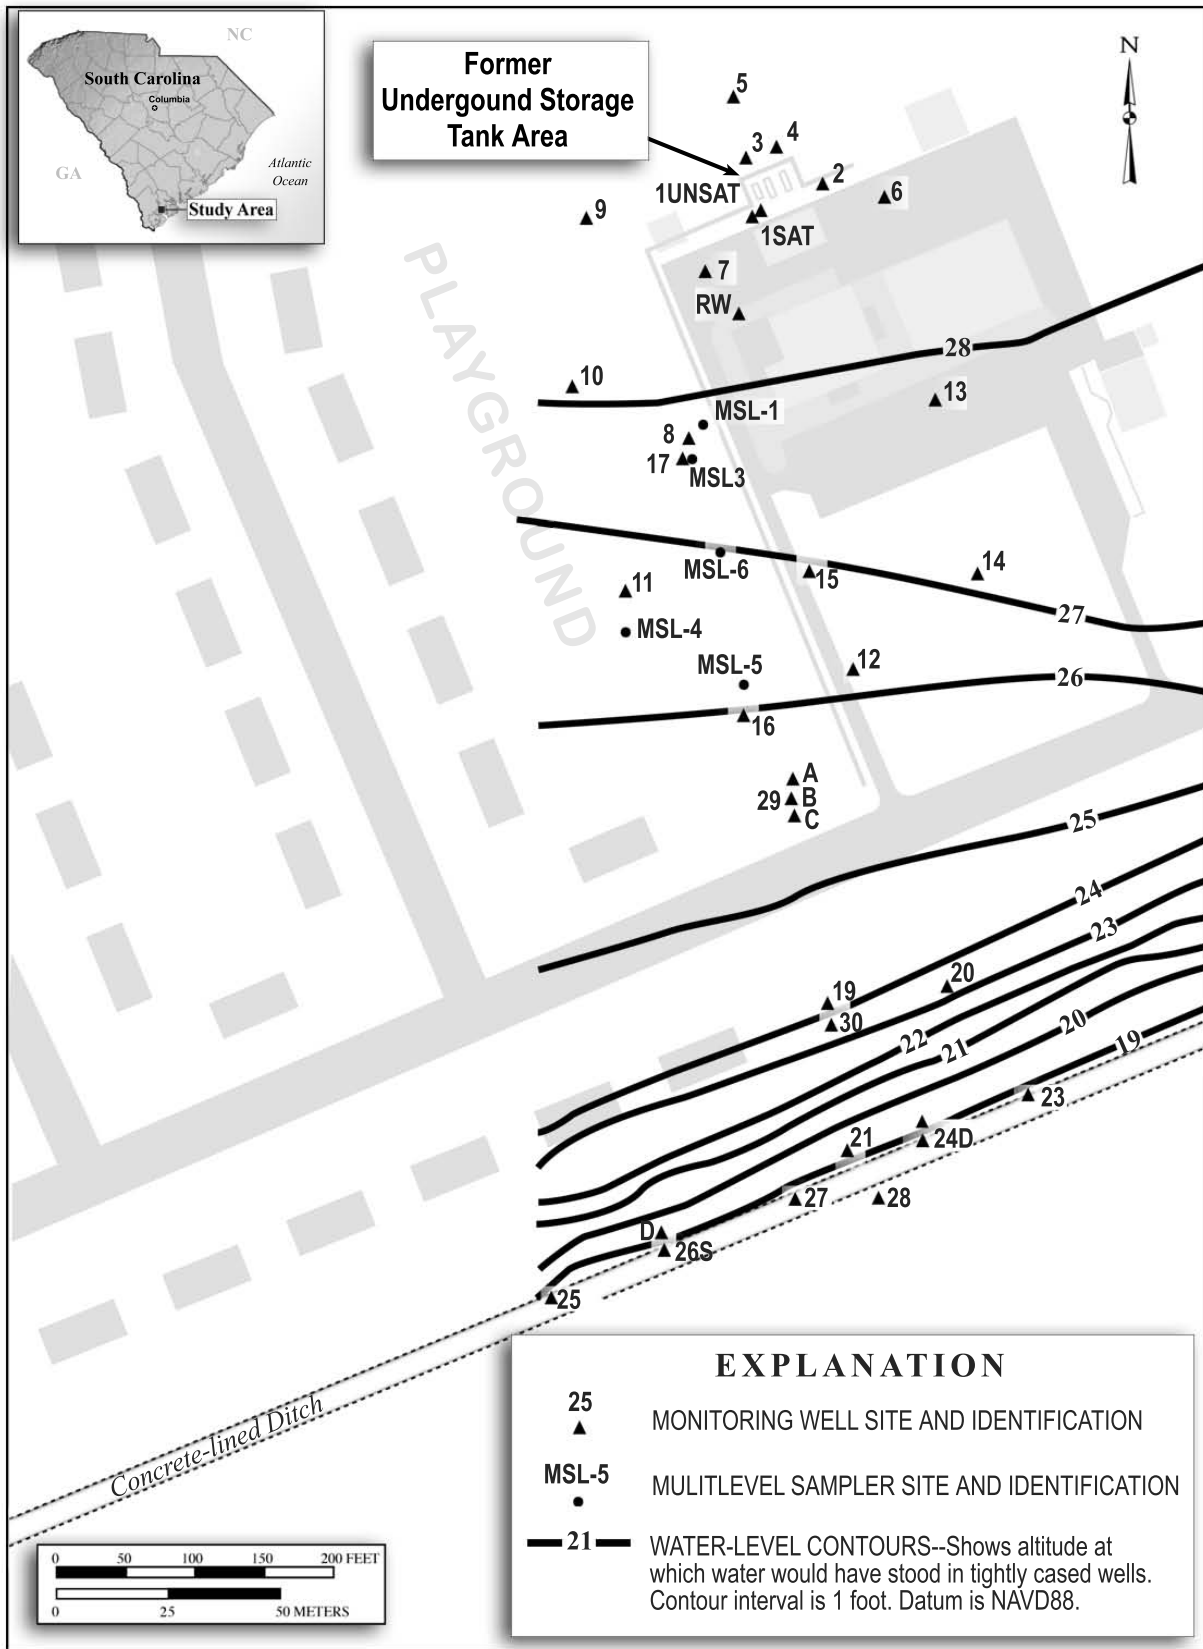 NC
South Carolina
Columbia
GA
Atlantic
Ocean
Study Area
Former
Undergound Storage
Tank Area
N
5
3
4
1UNSAT
2
6
9
1SAT
7
RW
PLAYGROUND
28
10
13
MSL-1
8
17
MSL3
MSL-6
15
14
11
27
MSL-4
12
MSL-5
26
16
A
29
B
C
25
24
23
20
19
30
22
21
20
19
23
24D
21
27
28
D
26S
25
Concrete-lined Ditch
EXPLANATION
25
MONITORING WELL SITE AND IDENTIFICATION
MSL-5
MULITLEVEL SAMPLER SITE AND IDENTIFICATION
21
WATER-LEVEL CONTOURS--Shows altitude at
which water would have stood in tightly cased wells.
Contour interval is 1 foot. Datum is NAVD88.
0 50 100 150 200 FEET
0 25 50 METERS